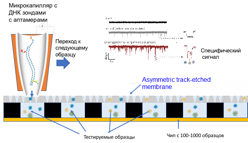 Микрокапилляр с
ДНК зондами
с аптамерами
Переход к
следующему
образцу
Специфический
сигнал
Asymmetric track-etched
membrane
Тестируемые образцы
Чип с 100-1000 образцов